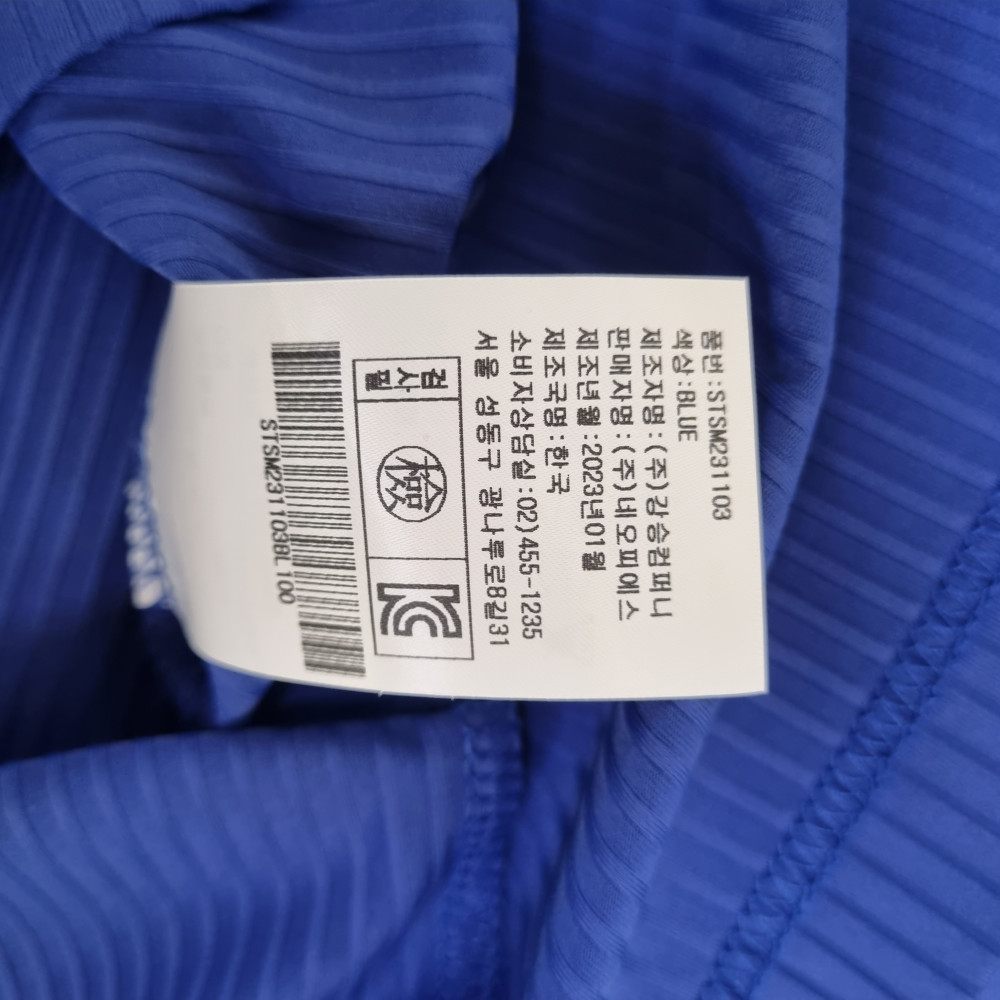 품번:STSM231103
색상:BLUE
제조자명:(주)강승컴퍼니
판매자명:(주)네오피에스
제조년월:2023년01월
제조국명:한국
소비자상담실:02)455-1235
서울 성동구 광나루로8길31
검사필 檢 KC
STSM231103BL100